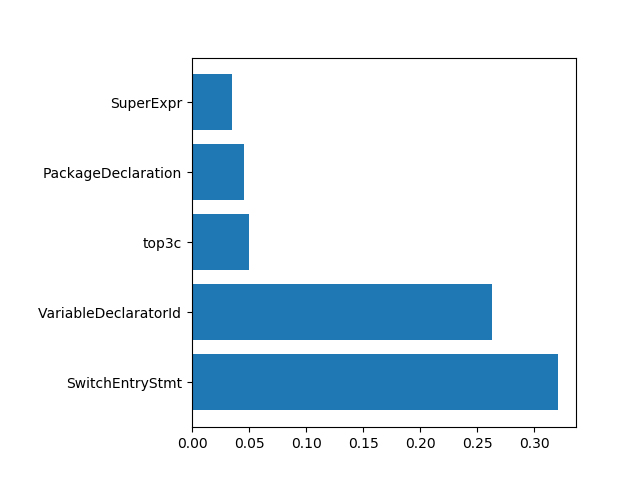 SuperExpr
PackageDeclaration
top3c
VariableDeclaratorId
SwitchEntryStmt
0.00 0.05 0.10 0.15 0.20 0.25 0.30